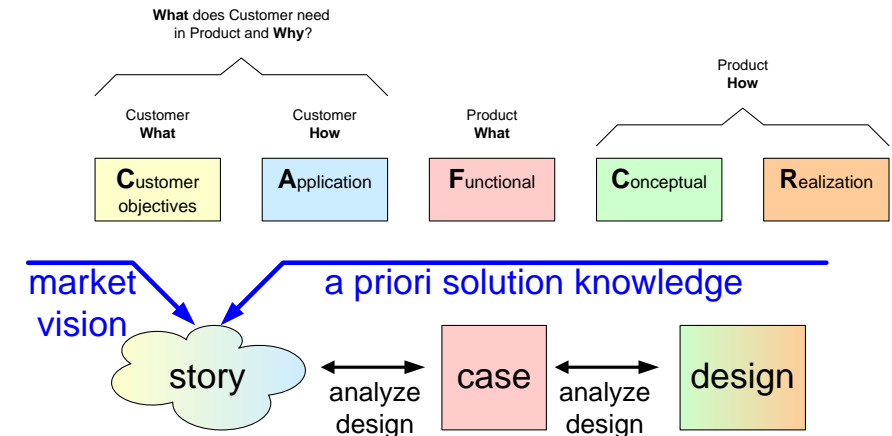 What does Customer need
in Product and Why?
Product
How
Customer
What
Customer
How
Product
What
Customer
objectives
Application
Functional
Conceptual
Realization
market
vision
a priori solution knowledge
story
analyze
design
case
analyze
design
design